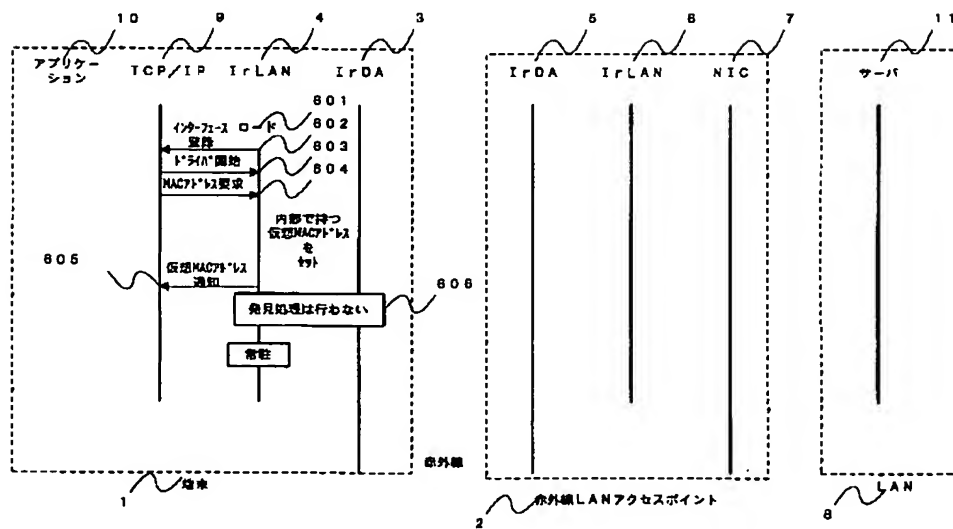 10 9 4 3 5 6 7 11
アプリケー
ション
TCP/IP IrLAN IrDA IrDA IrLAN NIC サーバ
601
ロード
602
インターフェース
登録
603
ドライバ開始
604
MACアドレス要求
内部で持つ
仮想MACアドレス
を
セット
605
仮想MACアドレス
通知
606
発見処理は行わない
常駐
赤外線
1 端末
2 赤外線LANアクセスポイント
8 LAN